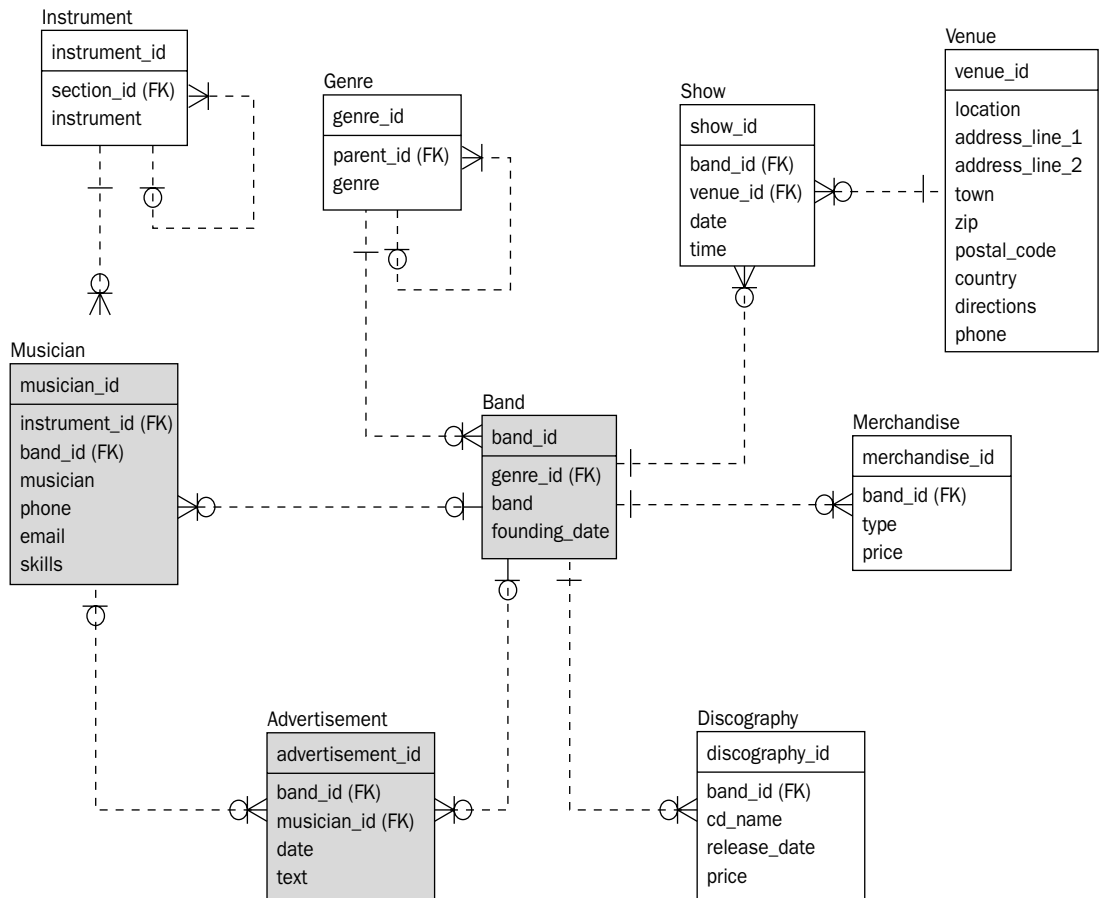 Instrument
instrument_id
section_id (FK)
instrument
Genre
genre_id
parent_id (FK)
genre
Show
show_id
band_id (FK)
venue_id (FK)
date
time
Venue
venue_id
location
address_line_1
address_line_2
town
zip
postal_code
country
directions
phone
Musician
musician_id
instrument_id (FK)
band_id (FK)
musician
phone
email
skills
Band
band_id
genre_id (FK)
band
founding_date
Merchandise
merchandise_id
band_id (FK)
type
price
Advertisement
advertisement_id
band_id (FK)
musician_id (FK)
date
text
Discography
discography_id
band_id (FK)
cd_name
release_date
price